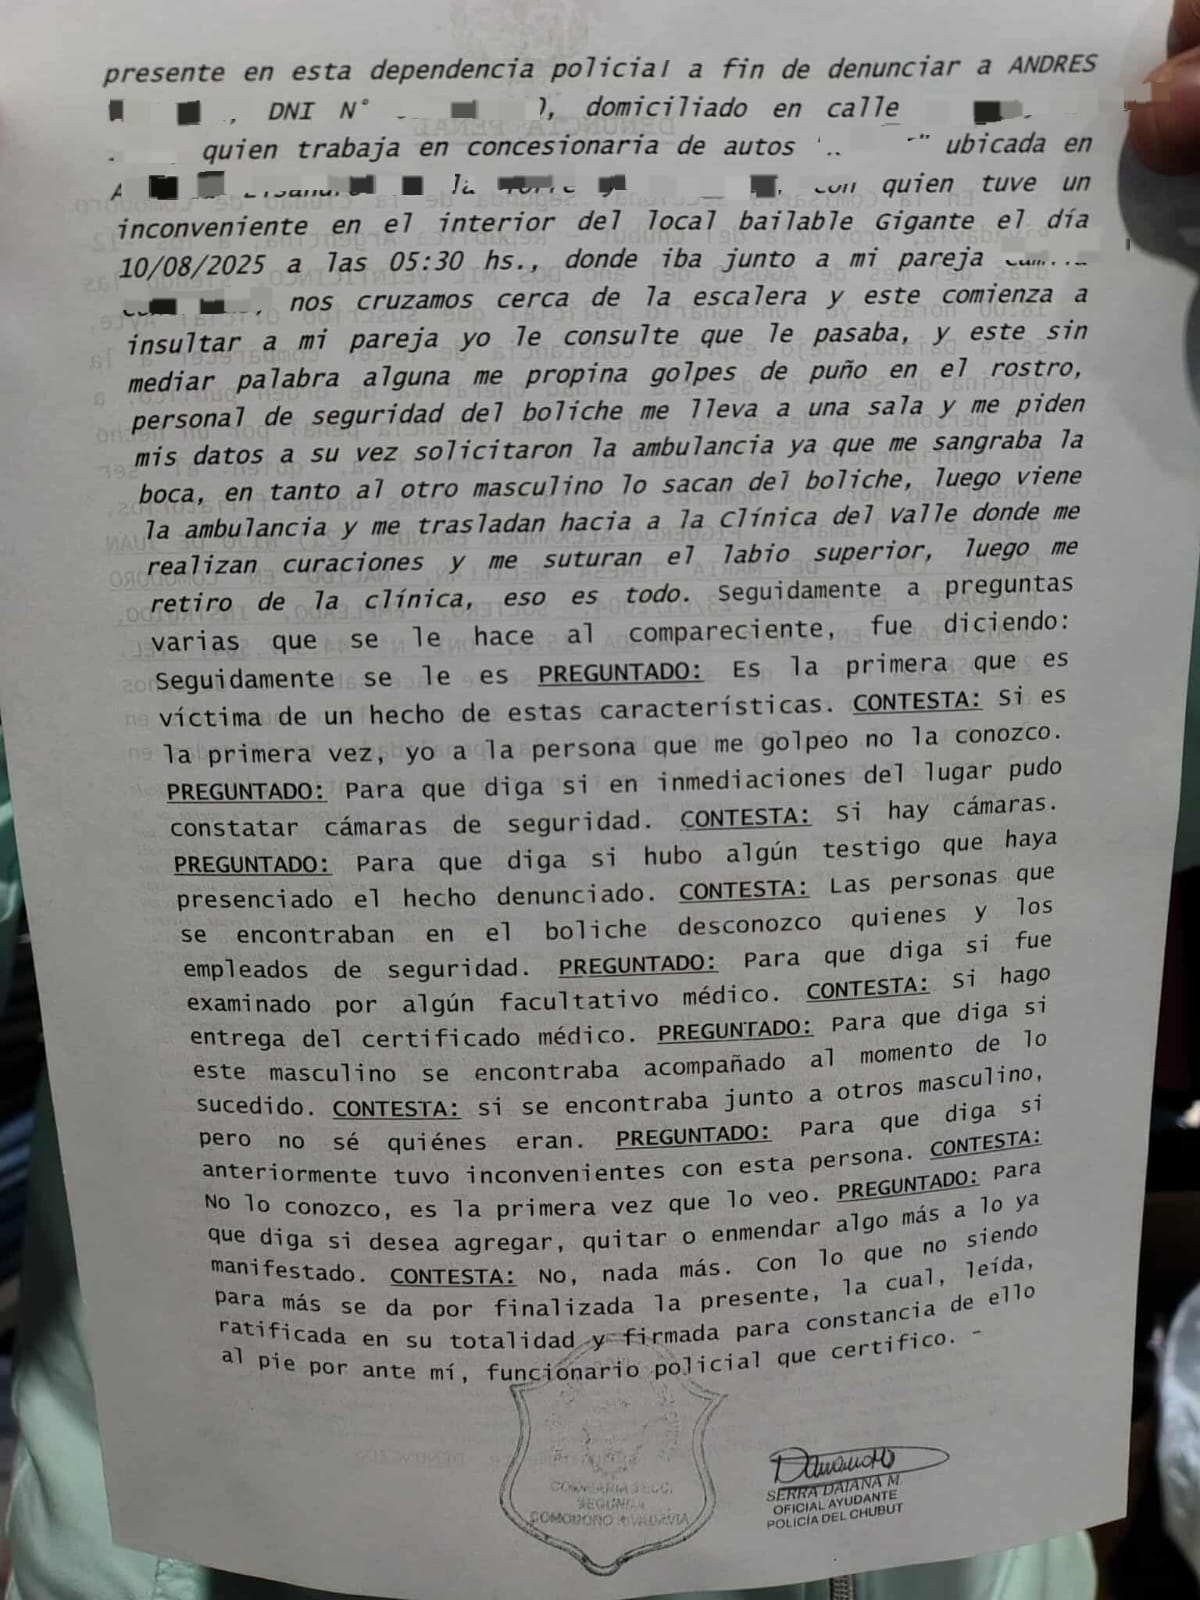 presente en esta dependencia policial a fin de denunciar a ANDRES
, DNI N° ), domiciliado en calle
quien trabaja en concesionaria de autos " " ubicada en
A la con quien tuve un
inconveniente en el interior del local bailable Gigante el día
10/08/2025 a las 05:30 hs., donde iba junto a mi pareja
, nos cruzamos cerca de la escalera y este comienza a
insultar a mi pareja yo le consulte que le pasaba, y este sin
mediar palabra alguna me propina golpes de puño en el rostro,
personal de seguridad del boliche me lleva a una sala y me piden
mis datos a su vez solicitaron la ambulancia ya que me sangraba la
boca, en tanto al otro masculino lo sacan del boliche, luego viene
la ambulancia y me trasladan hacia a la Clínica del Valle donde me
realizan curaciones y me suturan el labio superior, luego me
retiro de la clínica, eso es todo. Seguidamente a preguntas
varias que se le hace al compareciente, fue diciendo:
Seguidamente se le es PREGUNTADO: Es la primera que es
víctima de un hecho de estas características. CONTESTA: Si es
la primera vez, yo a la persona que me golpeo no la conozco.
PREGUNTADO: Para que diga si en inmediaciones del lugar pudo
constatar cámaras de seguridad. CONTESTA: Si hay cámaras.
PREGUNTADO: Para que diga si hubo algún testigo que haya
presenciado el hecho denunciado. CONTESTA: Las personas que
se encontraban en el boliche desconozco quienes y los
empleados de seguridad. PREGUNTADO: Para que diga si fue
examinado por algún facultativo médico. CONTESTA: Si hago
entrega del certificado médico. PREGUNTADO: Para que diga si
este masculino se encontraba acompañado al momento de lo
sucedido. CONTESTA: si se encontraba junto a otros masculino,
pero no sé quiénes eran. PREGUNTADO: Para que diga si
anteriormente tuvo inconvenientes con esta persona. CONTESTA:
No lo conozco, es la primera vez que lo veo. PREGUNTADO: Para
que diga si desea agregar, quitar o enmendar algo más a lo ya
manifestado. CONTESTA: No, nada más. Con lo que no siendo
para más se da por finalizada la presente, la cual, leída,
ratificada en su totalidad y firmada para constancia de ello
al pie por ante mí, funcionario policial que certifico. -
COMISARIA SECC.
SEGUNDA
COMODORO RIVADAVIA
SERRA DAIANA M.
OFICIAL AYUDANTE
POLICÍA DEL CHUBUT